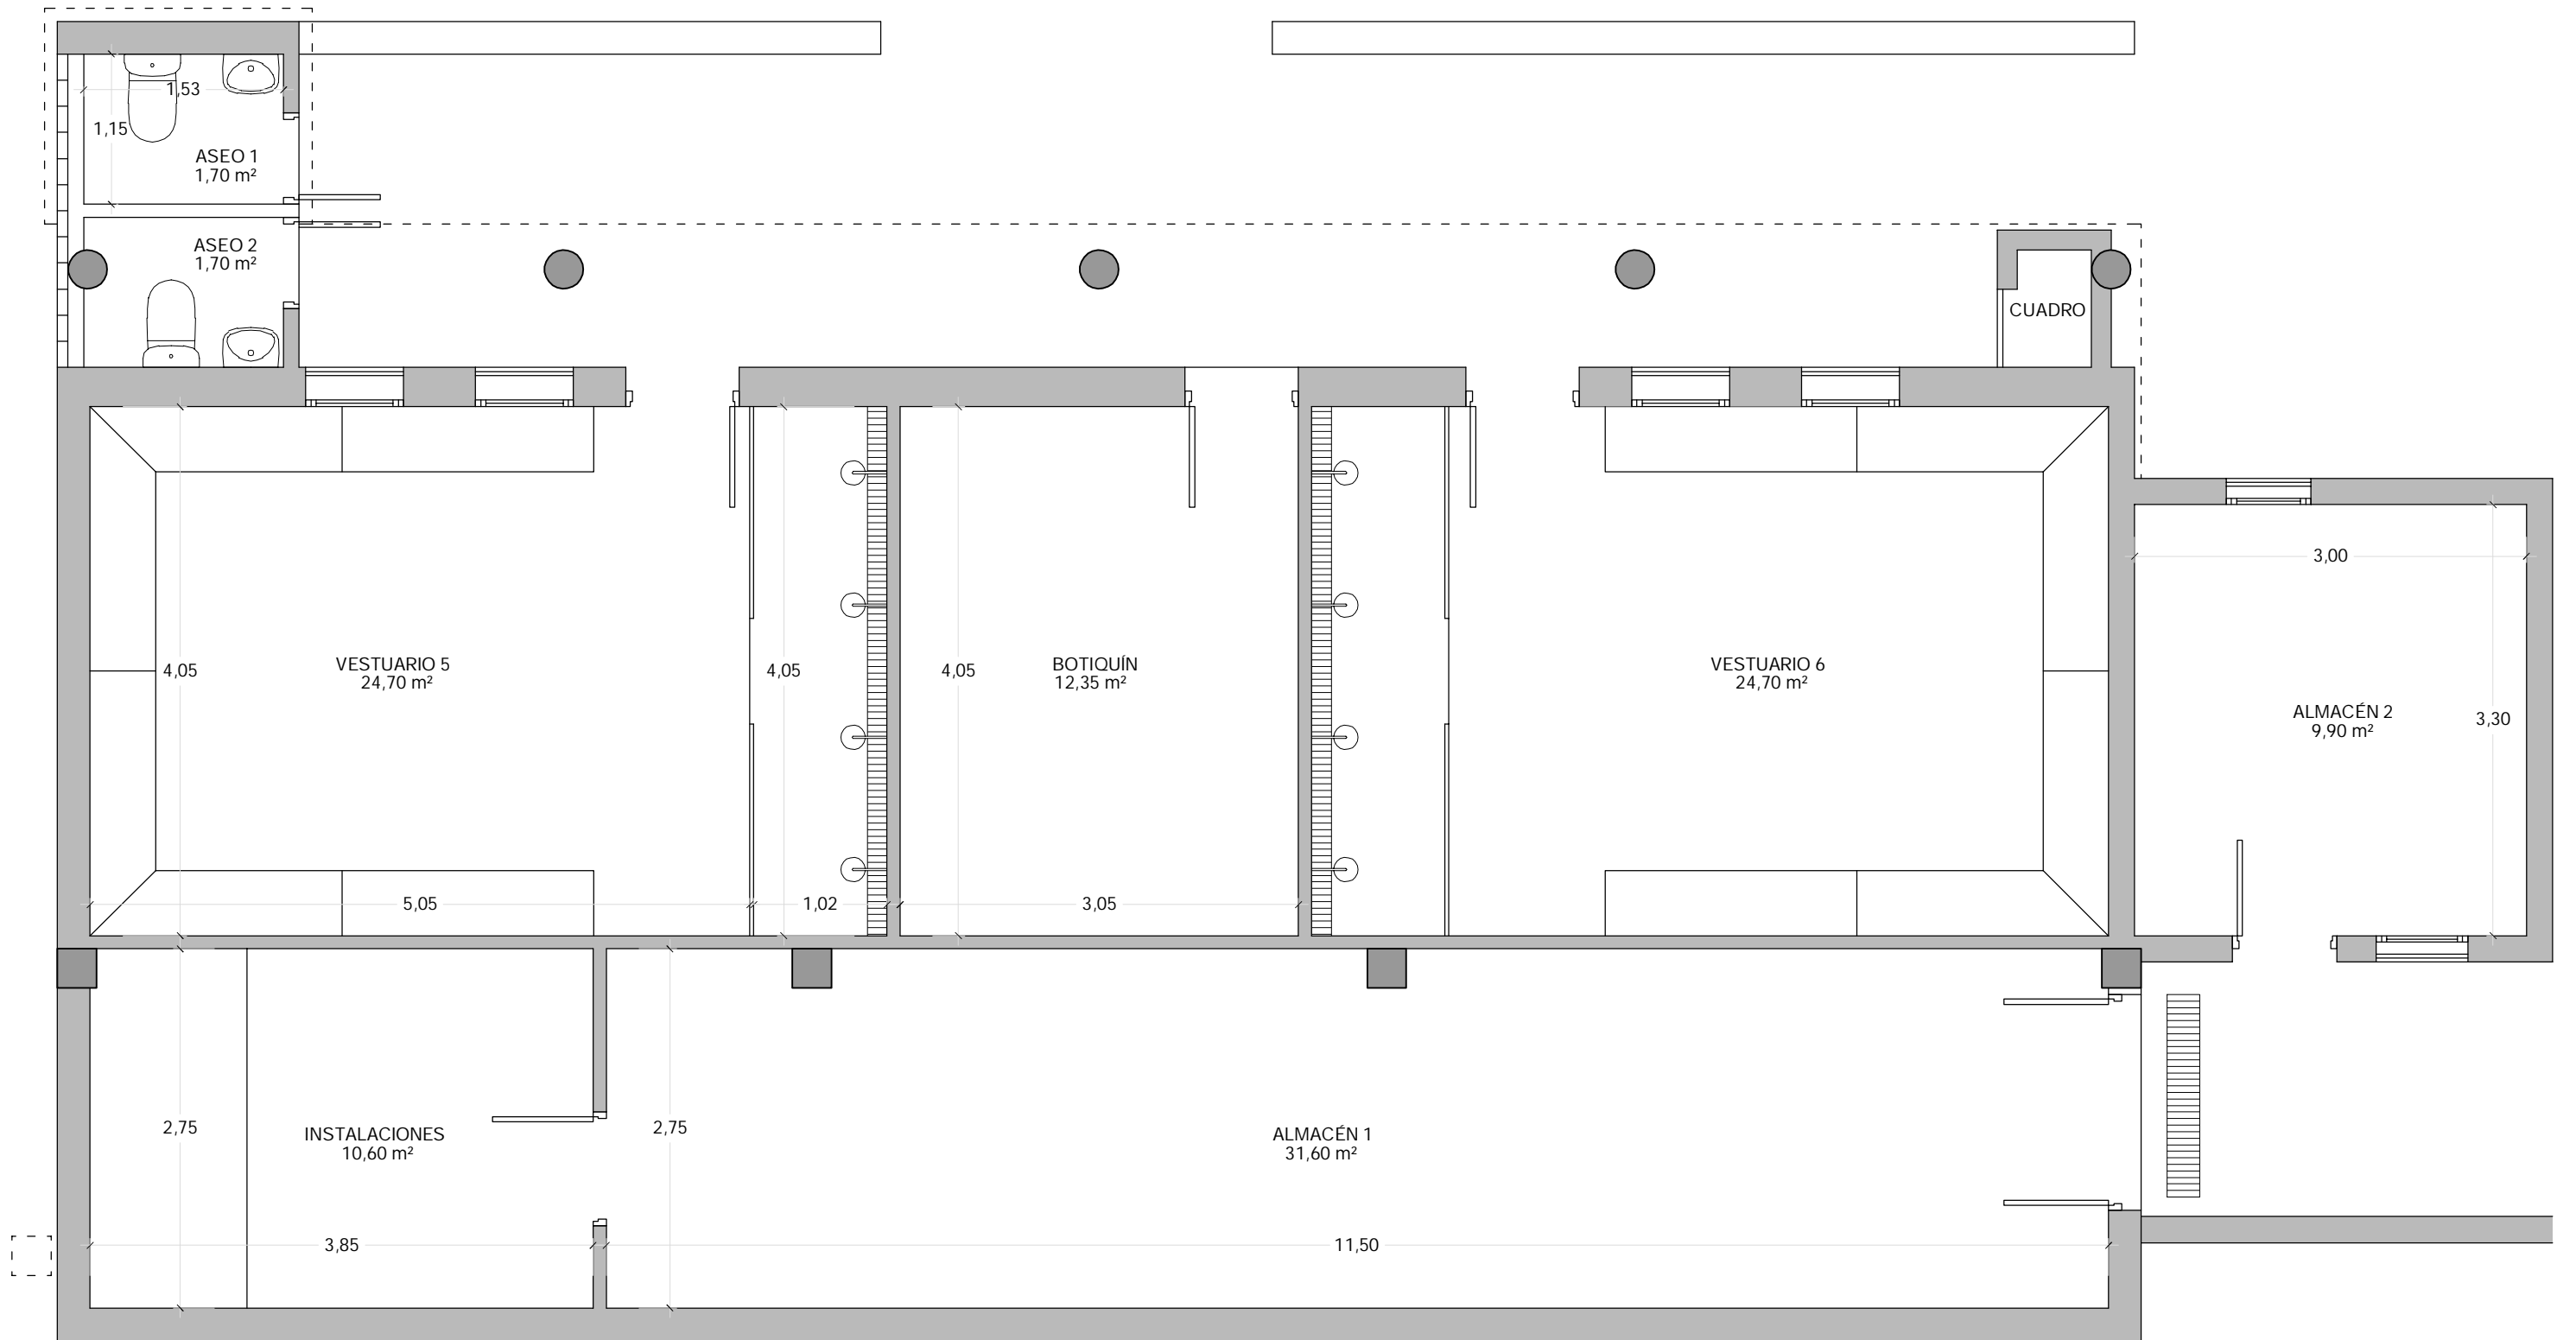 1,53
1,15
ASEO 1
1,70 m²
ASEO 2
1,70 m²
CUADRO
3,00
4,05
VESTUARIO 5
24,70 m²
4,05
4,05
BOTIQUÍN
12,35 m²
VESTUARIO 6
24,70 m²
ALMACÉN 2
9,90 m²
3,30
5,05
1,02
3,05
2,75
INSTALACIONES
10,60 m²
2,75
ALMACÉN 1
31,60 m²
3,85
11,50